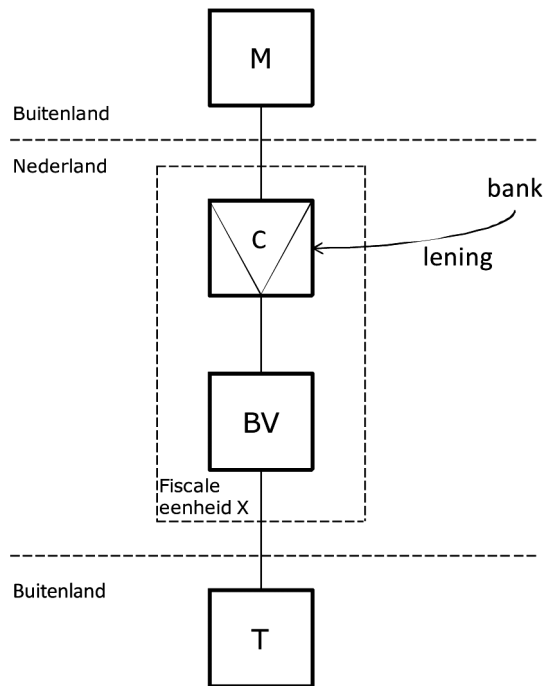 M
Buitenland
Nederland
bank
C
lening
BV
Fiscale
eenheid X
Buitenland
T